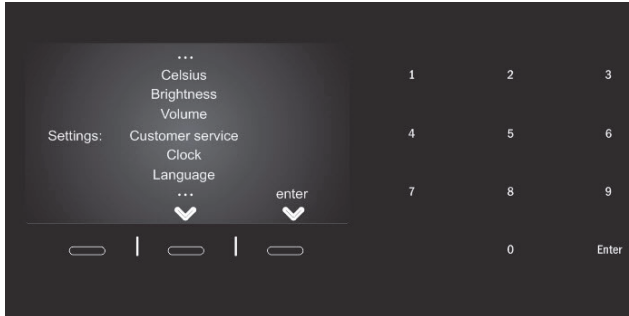 ...
Celsius
Brightness
Volume
Settings: Customer service
Clock
Language
...
enter
1 2 3
4 5 6
7 8 9
0 Enter